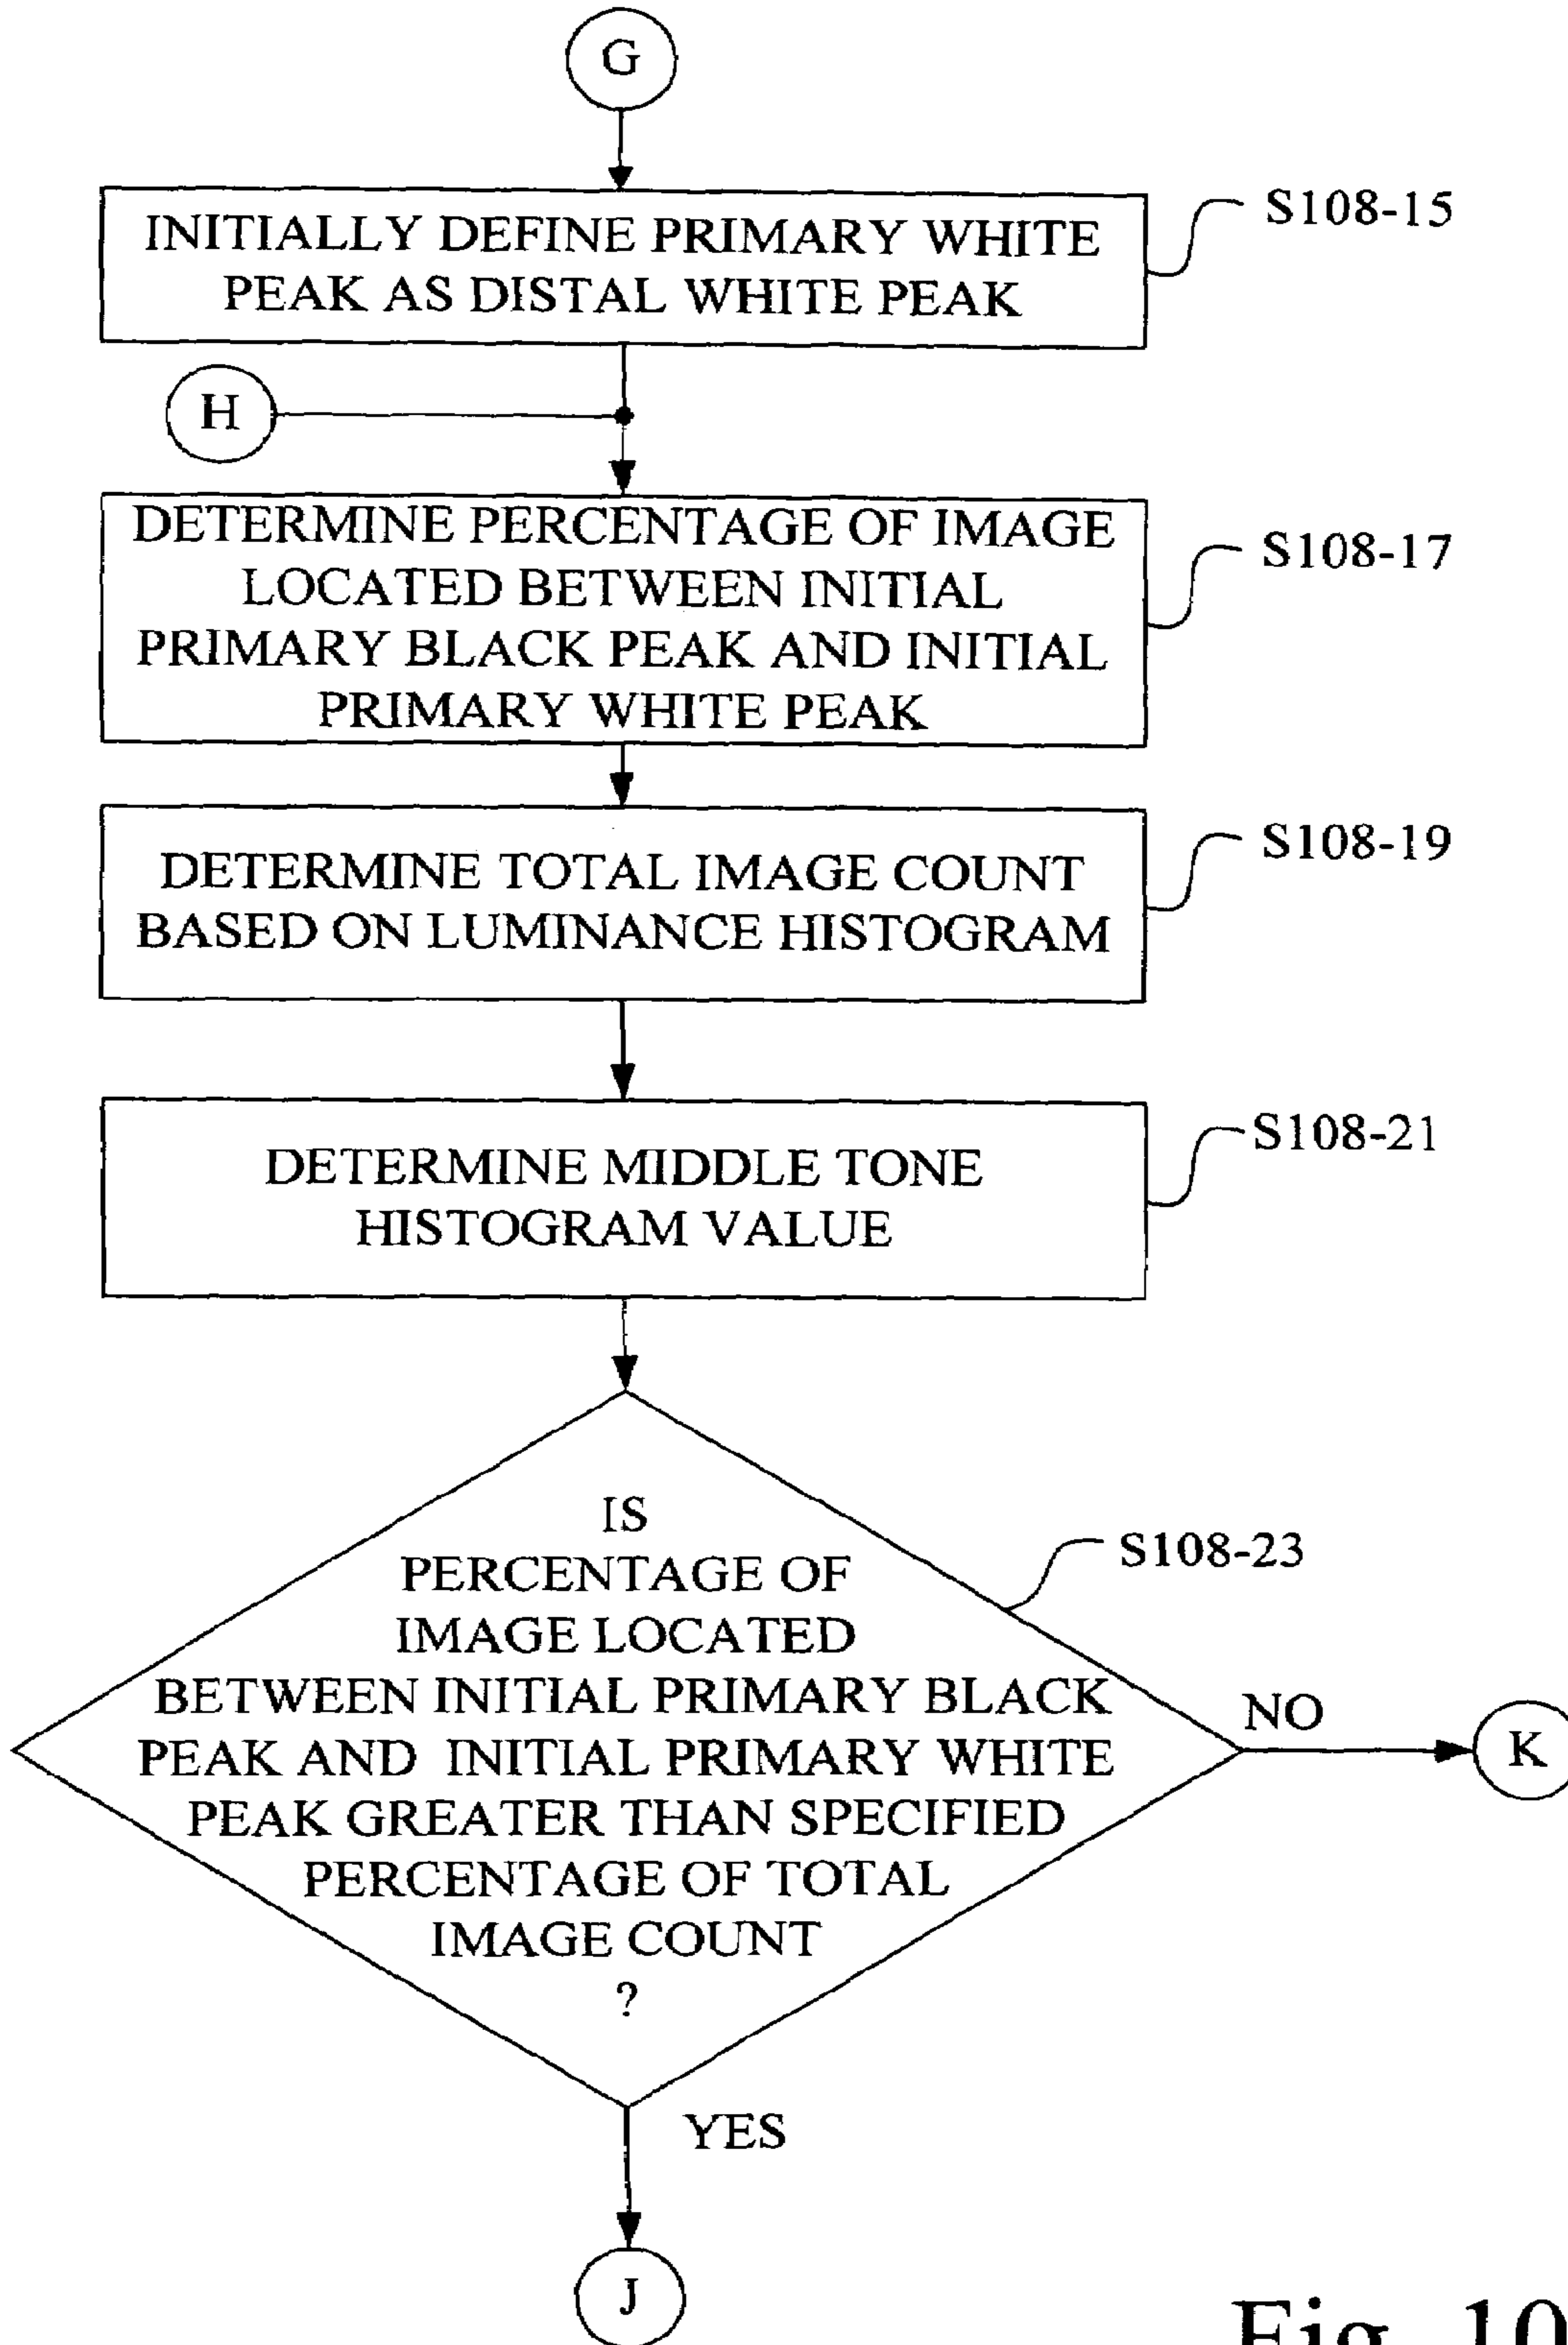 G
INITIALLY DEFINE PRIMARY WHITE
PEAK AS DISTAL WHITE PEAK
S108-15
H
DETERMINE PERCENTAGE OF IMAGE
LOCATED BETWEEN INITIAL
PRIMARY BLACK PEAK AND INITIAL
PRIMARY WHITE PEAK
S108-17
DETERMINE TOTAL IMAGE COUNT
BASED ON LUMINANCE HISTOGRAM
S108-19
DETERMINE MIDDLE TONE
HISTOGRAM VALUE
S108-21
IS
PERCENTAGE OF
IMAGE LOCATED
BETWEEN INITIAL PRIMARY BLACK
PEAK AND INITIAL PRIMARY WHITE
PEAK GREATER THAN SPECIFIED
PERCENTAGE OF TOTAL
IMAGE COUNT
?
S108-23
NO
K
YES
J
Fig. 10